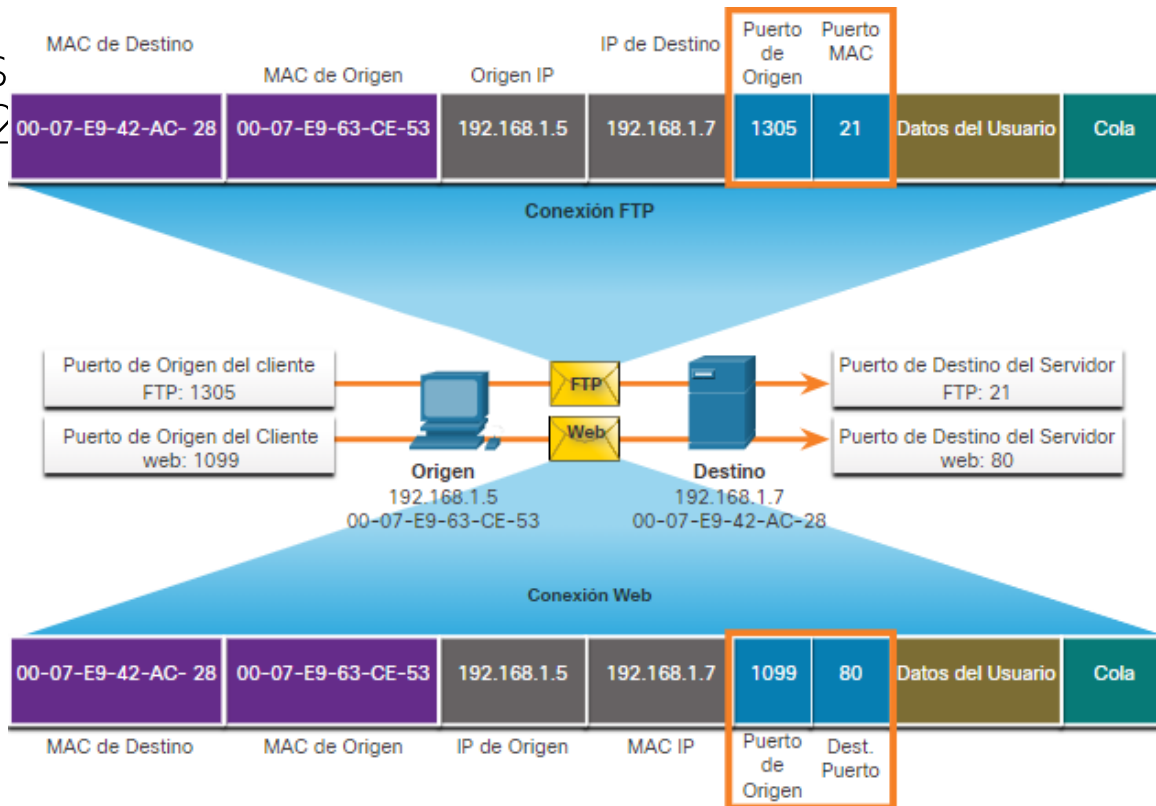 MAC de Destino
MAC de Origen
Origen IP
IP de Destino
Puerto
de
Origen
Puerto
MAC
00-07-E9-42-AC- 28
00-07-E9-63-CE-53
192.168.1.5
192.168.1.7
1305
21
Datos del Usuario
Cola
Conexión FTP
Puerto de Origen del cliente
FTP: 1305
FTP
Puerto de Destino del Servidor
FTP: 21
Puerto de Origen del Cliente
web: 1099
Web
Puerto de Destino del Servidor
web: 80
Origen
192.168.1.5
00-07-E9-63-CE-53
Destino
192.168.1.7
00-07-E9-42-AC-28
Conexión Web
00-07-E9-42-AC- 28
00-07-E9-63-CE-53
192.168.1.5
192.168.1.7
1099
80
Datos del Usuario
Cola
MAC de Destino
MAC de Origen
IP de Origen
MAC IP
Puerto
de
Origen
Dest.
Puerto